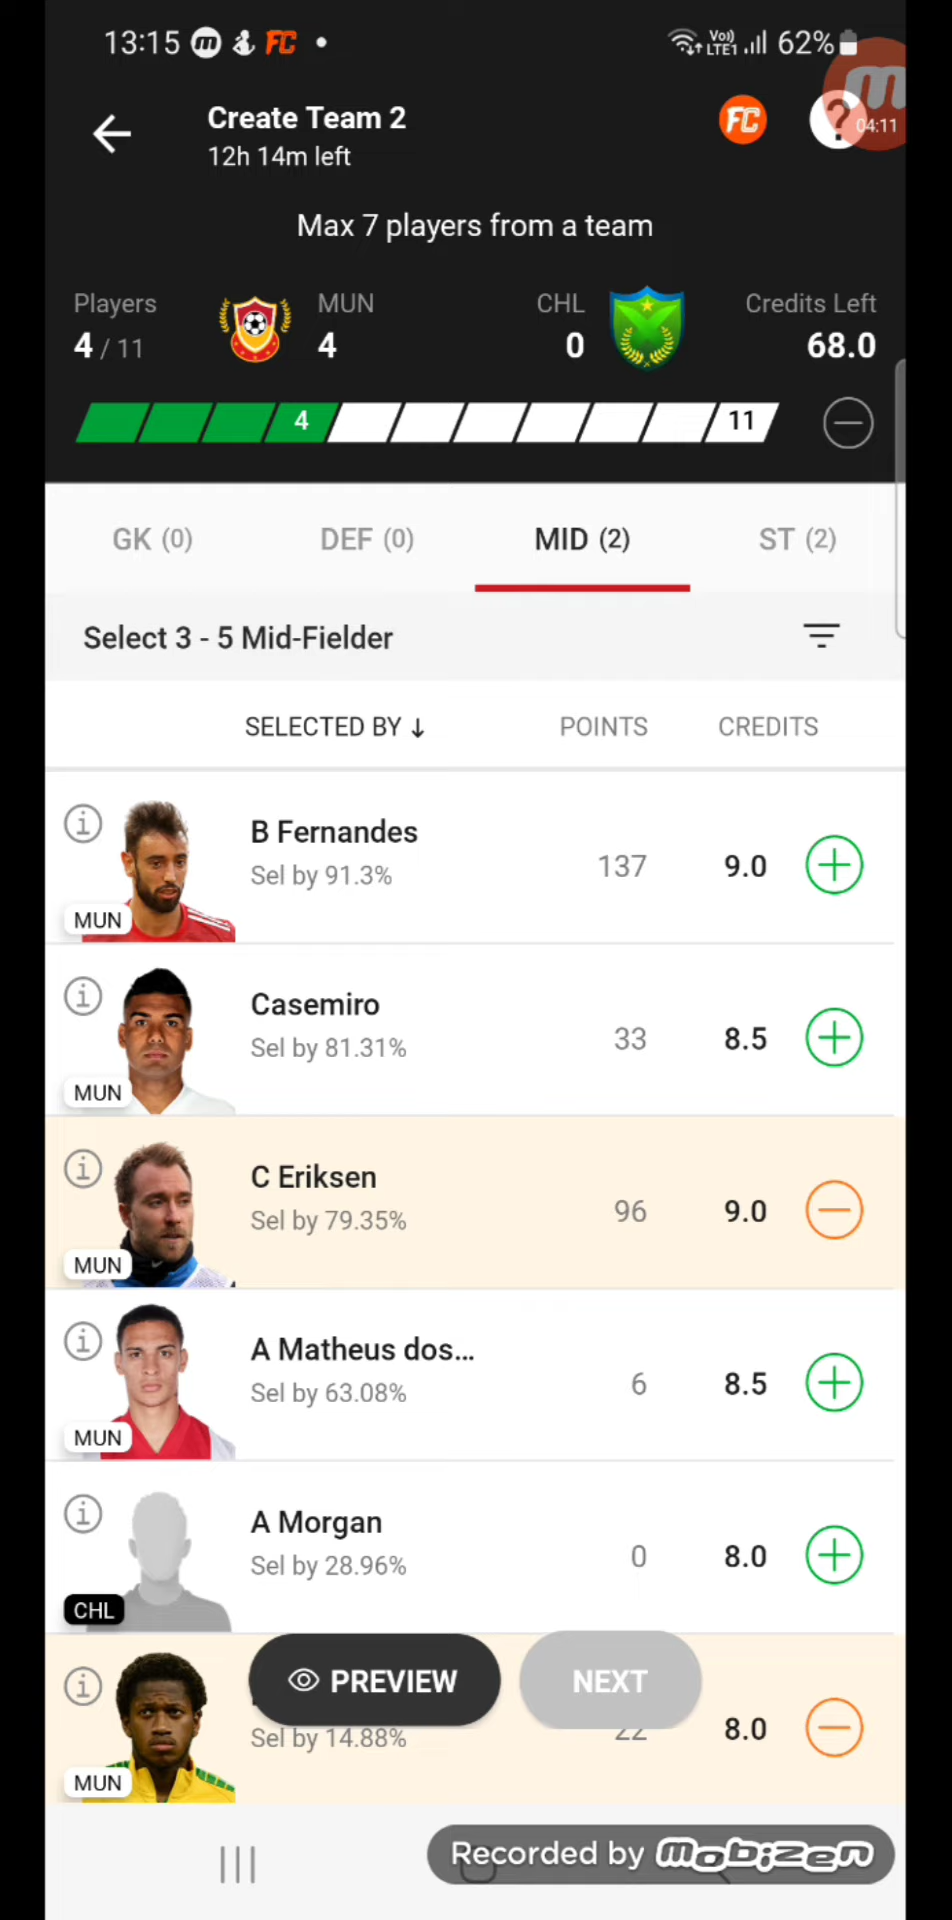 13:15 m FC • Vo) LTE1 62%
04:11
Create Team 2
12h 14m left
FC ?
Max 7 players from a team
Players MUN CHL Credits Left
4 / 11 4 0 68.0
4 11
GK (0) DEF (0) MID (2) ST (2)
Select 3 - 5 Mid-Fielder
SELECTED BY ↓ POINTS CREDITS
B Fernandes
Sel by 91.3% 137 9.0
MUN
Casemiro
Sel by 81.31% 33 8.5
MUN
C Eriksen
Sel by 79.35% 96 9.0
MUN
A Matheus dos...
Sel by 63.08% 6 8.5
MUN
A Morgan
Sel by 28.96% 0 8.0
CHL
PREVIEW NEXT
Sel by 14.88% 22 8.0
MUN
Recorded by mobizen